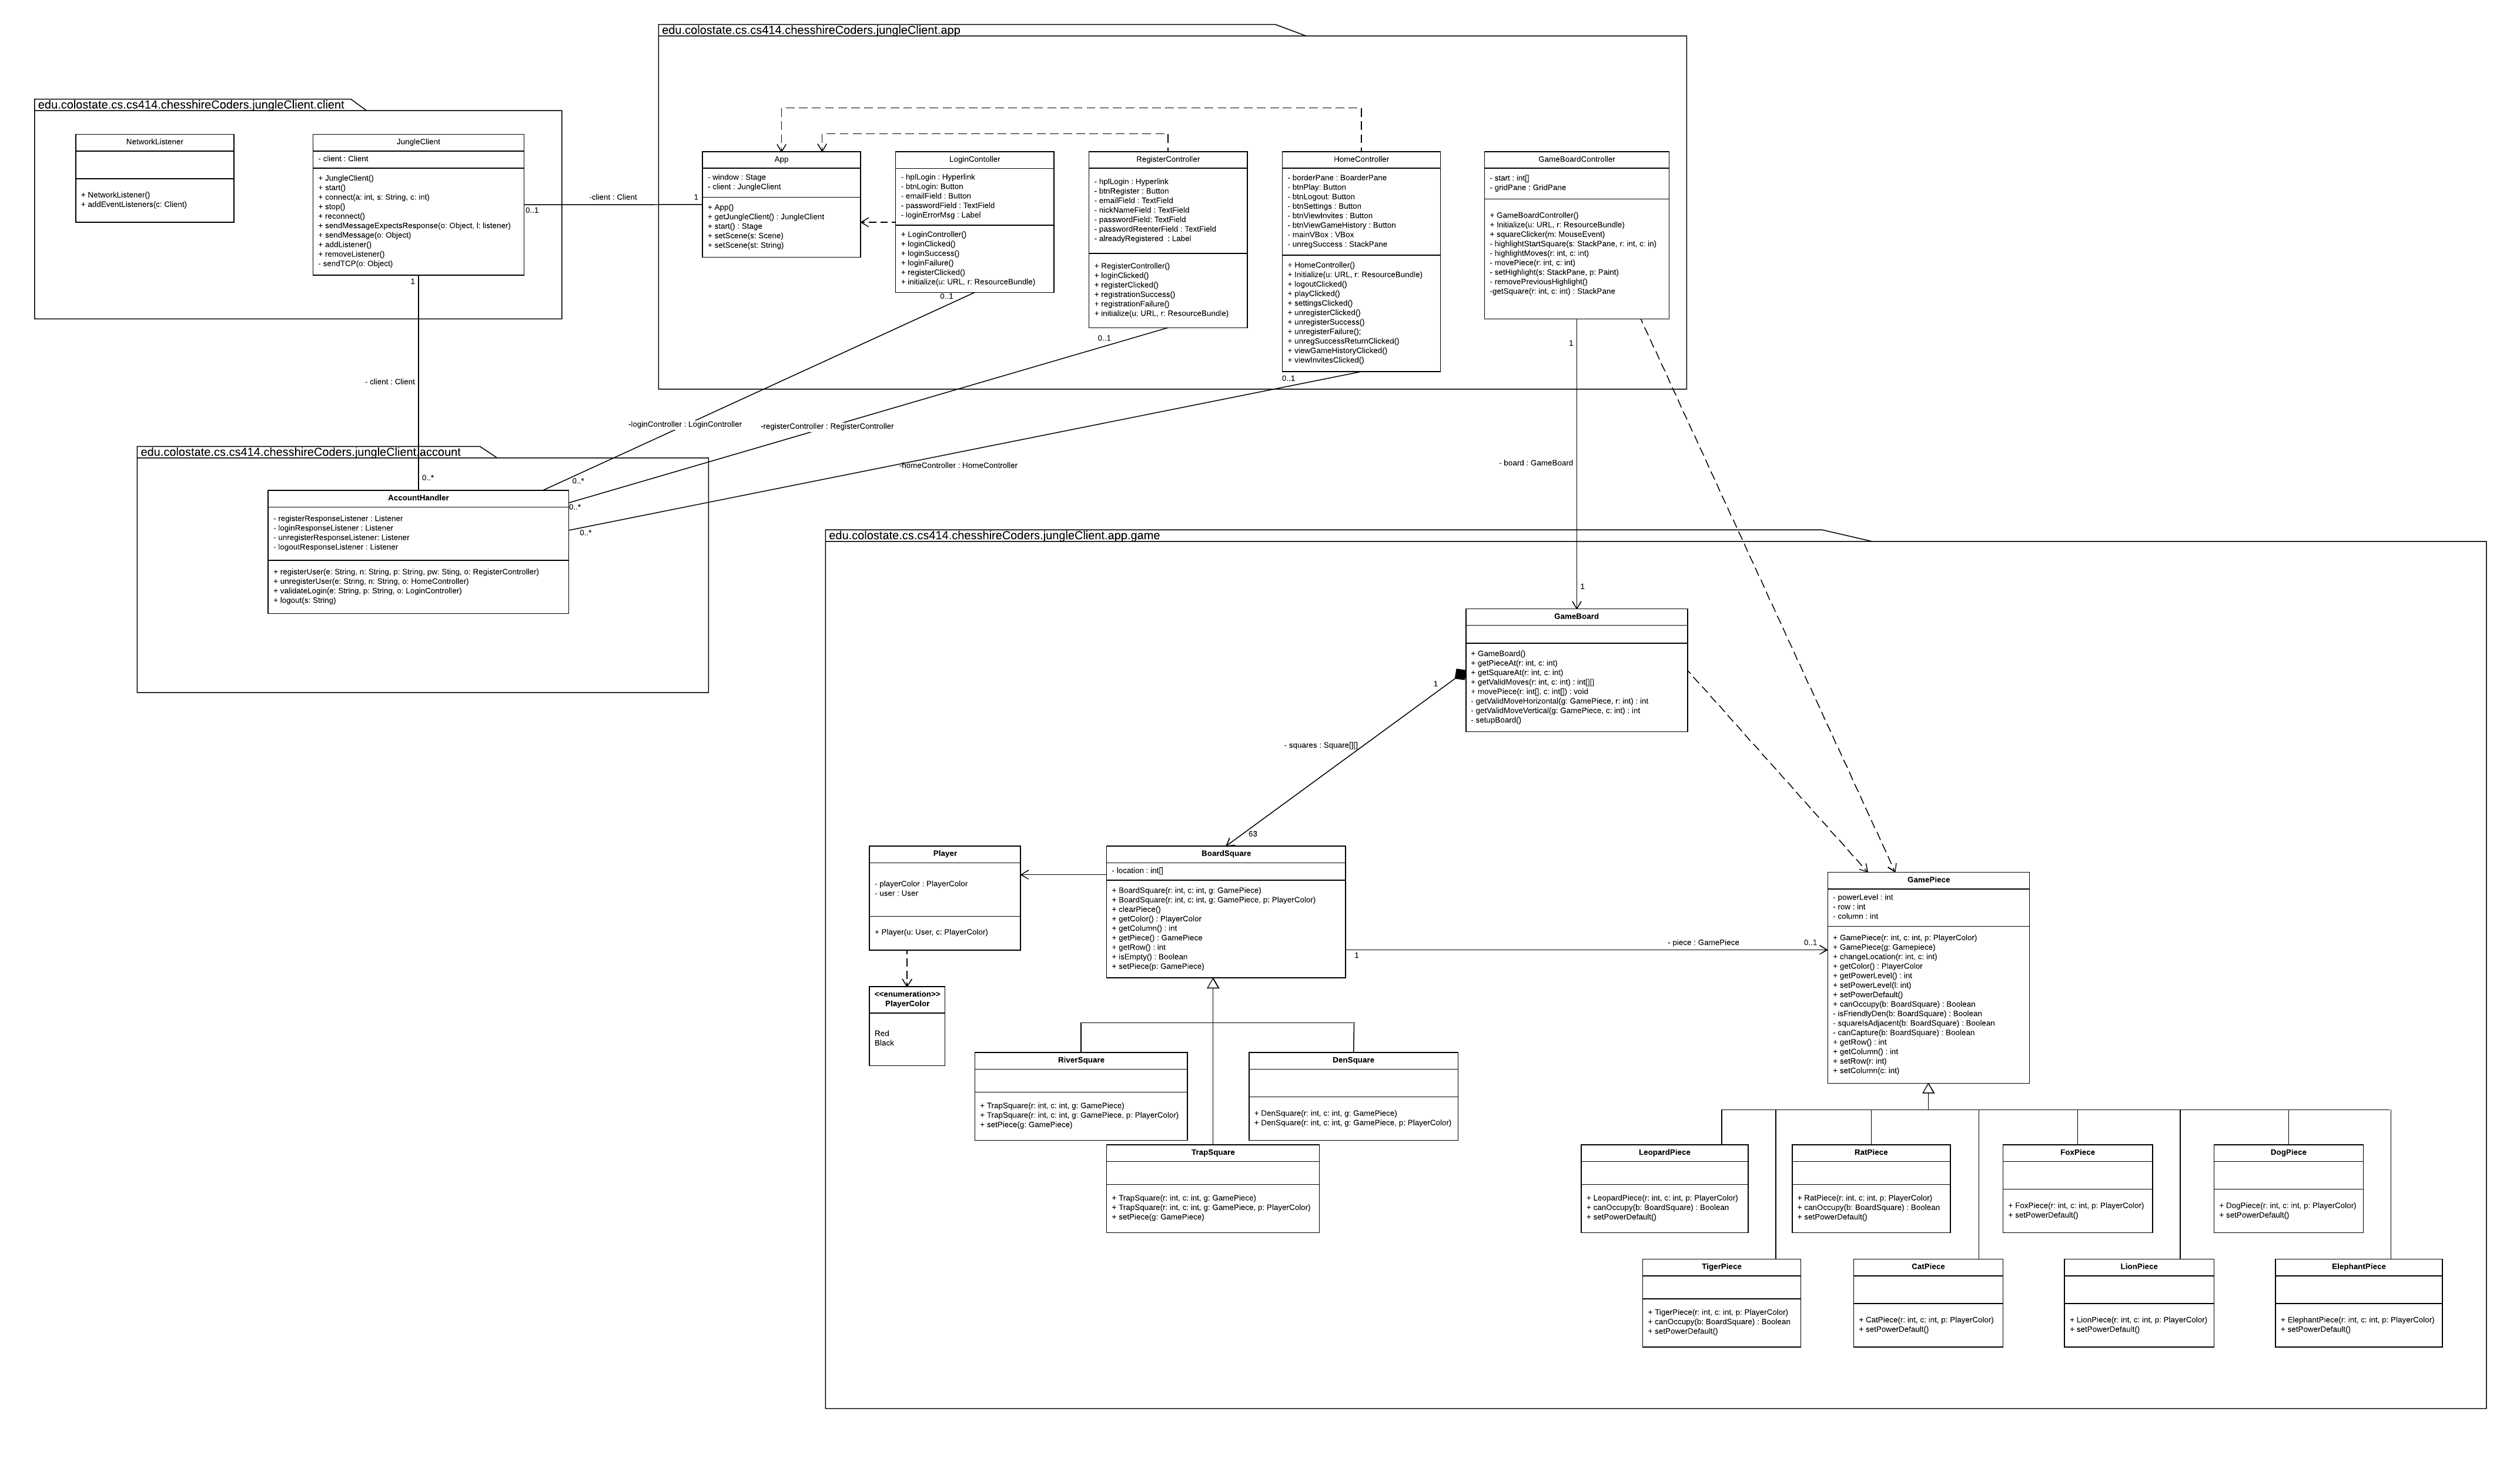 edu.colostate.cs.cs414.chesshireCoders.jungleClient.app
edu.colostate.cs.cs414.chesshireCoders.jungleClient.client
NetworkListener
+ NetworkListener()
+ addEventListeners(c: Client)
JungleClient
- client : Client
+ JungleClient()
+ start()
+ connect(a: int, s: String, c: int)
+ stop()
+ reconnect()
+ sendMessageExpectsResponse(o: Object, l: listener)
+ sendMessage(o: Object)
+ addListener()
+ removeListener()
- sendTCP(o: Object)
-client : Client
0..1
1
App
- window : Stage
- client : JungleClient
+ App()
+ getJungleClient() : JungleClient
+ start() : Stage
+ setScene(s: Scene)
+ setScene(st: String)
LoginContoller
- hplLogin : Hyperlink
- btnLogin: Button
- emailField : Button
- passwordField : TextField
- loginErrorMsg : Label
+ LoginController()
+ loginClicked()
+ loginSuccess()
+ loginFailure()
+ registerClicked()
+ initialize(u: URL, r: ResourceBundle)
RegisterController
- hplLogin : Hyperlink
- btnRegister : Button
- emailField : TextField
- nickNameField : TextField
- passwordField: TextField
- passwordReenterField : TextField
- alreadyRegistered  : Label
+ RegisterController()
+ loginClicked()
+ registerClicked()
+ registrationSuccess()
+ registrationFailure()
+ initialize(u: URL, r: ResourceBundle)
HomeController
- borderPane : BoarderPane
- btnPlay: Button
- btnLogout: Button
- btnSettings : Button
- btnViewInvites : Button
- btnViewGameHistory : Button
- mainVBox : VBox
- unregSuccess : StackPane
+ HomeController()
+ Initialize(u: URL, r: ResourceBundle)
+ logoutClicked()
+ playClicked()
+ settingsClicked()
+ unregisterClicked()
+ unregisterSuccess()
+ unregisterFailure();
+ unregSuccessReturnClicked()
+ viewGameHistoryClicked()
+ viewInvitesClicked()
GameBoardController
- start : int[]
- gridPane : GridPane
+ GameBoardController()
+ Initialize(u: URL, r: ResourceBundle)
+ squareClicker(m: MouseEvent)
- highlightStartSquare(s: StackPane, r: int, c: in)
- highlightMoves(r: int, c: int)
- movePiece(r: int, c: int)
- setHighlight(s: StackPane, p: Paint)
- removePreviousHighlight()
-getSquare(r: int, c: int) : StackPane
1
0..1
0..1
0..1
1
- client : Client
-loginController : LoginController
-registerController : RegisterController
-homeController : HomeController
- board : GameBoard
edu.colostate.cs.cs414.chesshireCoders.jungleClient.account
0..*
0..*
0..*
0..*
AccountHandler
- registerResponseListener : Listener
- loginResponseListener : Listener
- unregisterResponseListener: Listener
- logoutResponseListener : Listener
+ registerUser(e: String, n: String, p: String, pw: Sting, o: RegisterController)
+ unregisterUser(e: String, n: String, o: HomeController)
+ validateLogin(e: String, p: String, o: LoginController)
+ logout(s: String)
edu.colostate.cs.cs414.chesshireCoders.jungleClient.app.game
1
GameBoard
+ GameBoard()
+ getPieceAt(r: int, c: int)
+ getSquareAt(r: int, c: int)
+ getValidMoves(r: int, c: int) : int[][]
+ movePiece(r: int[], c: int[]) : void
- getValidMoveHorizontal(g: GamePiece, r: int) : int
- getValidMoveVertical(g: GamePiece, c: int) : int
- setupBoard()
1
- squares : Square[][]
63
Player
- playerColor : PlayerColor
- user : User
+ Player(u: User, c: PlayerColor)
BoardSquare
- location : int[]
+ BoardSquare(r: int, c: int, g: GamePiece)
+ BoardSquare(r: int, c: int, g: GamePiece, p: PlayerColor)
+ clearPiece()
+ getColor() : PlayerColor
+ getColumn() : int
+ getPiece() : GamePiece
+ getRow() : int
+ isEmpty() : Boolean
+ setPiece(p: GamePiece)
1
- piece : GamePiece
0..1
GamePiece
- powerLevel : int
- row : int
- column : int
+ GamePiece(r: int, c: int, p: PlayerColor)
+ GamePiece(g: Gamepiece)
+ changeLocation(r: int, c: int)
+ getColor() : PlayerColor
+ getPowerLevel() : int
+ setPowerLevel(l: int)
+ setPowerDefault()
+ canOccupy(b: BoardSquare) : Boolean
- isFriendlyDen(b: BoardSquare) : Boolean
- squareIsAdjacent(b: BoardSquare) : Boolean
- canCapture(b: BoardSquare) : Boolean
+ getRow() : int
+ getColumn() : int
+ setRow(r: int)
+ setColumn(c: int)
<<enumeration>>
PlayerColor
Red
Black
RiverSquare
+ TrapSquare(r: int, c: int, g: GamePiece)
+ TrapSquare(r: int, c: int, g: GamePiece, p: PlayerColor)
+ setPiece(g: GamePiece)
DenSquare
+ DenSquare(r: int, c: int, g: GamePiece)
+ DenSquare(r: int, c: int, g: GamePiece, p: PlayerColor)
TrapSquare
+ TrapSquare(r: int, c: int, g: GamePiece)
+ TrapSquare(r: int, c: int, g: GamePiece, p: PlayerColor)
+ setPiece(g: GamePiece)
LeopardPiece
+ LeopardPiece(r: int, c: int, p: PlayerColor)
+ canOccupy(b: BoardSquare) : Boolean
+ setPowerDefault()
RatPiece
+ RatPiece(r: int, c: int, p: PlayerColor)
+ canOccupy(b: BoardSquare) : Boolean
+ setPowerDefault()
FoxPiece
+ FoxPiece(r: int, c: int, p: PlayerColor)
+ setPowerDefault()
DogPiece
+ DogPiece(r: int, c: int, p: PlayerColor)
+ setPowerDefault()
TigerPiece
+ TigerPiece(r: int, c: int, p: PlayerColor)
+ canOccupy(b: BoardSquare) : Boolean
+ setPowerDefault()
CatPiece
+ CatPiece(r: int, c: int, p: PlayerColor)
+ setPowerDefault()
LionPiece
+ LionPiece(r: int, c: int, p: PlayerColor)
+ setPowerDefault()
ElephantPiece
+ ElephantPiece(r: int, c: int, p: PlayerColor)
+ setPowerDefault()